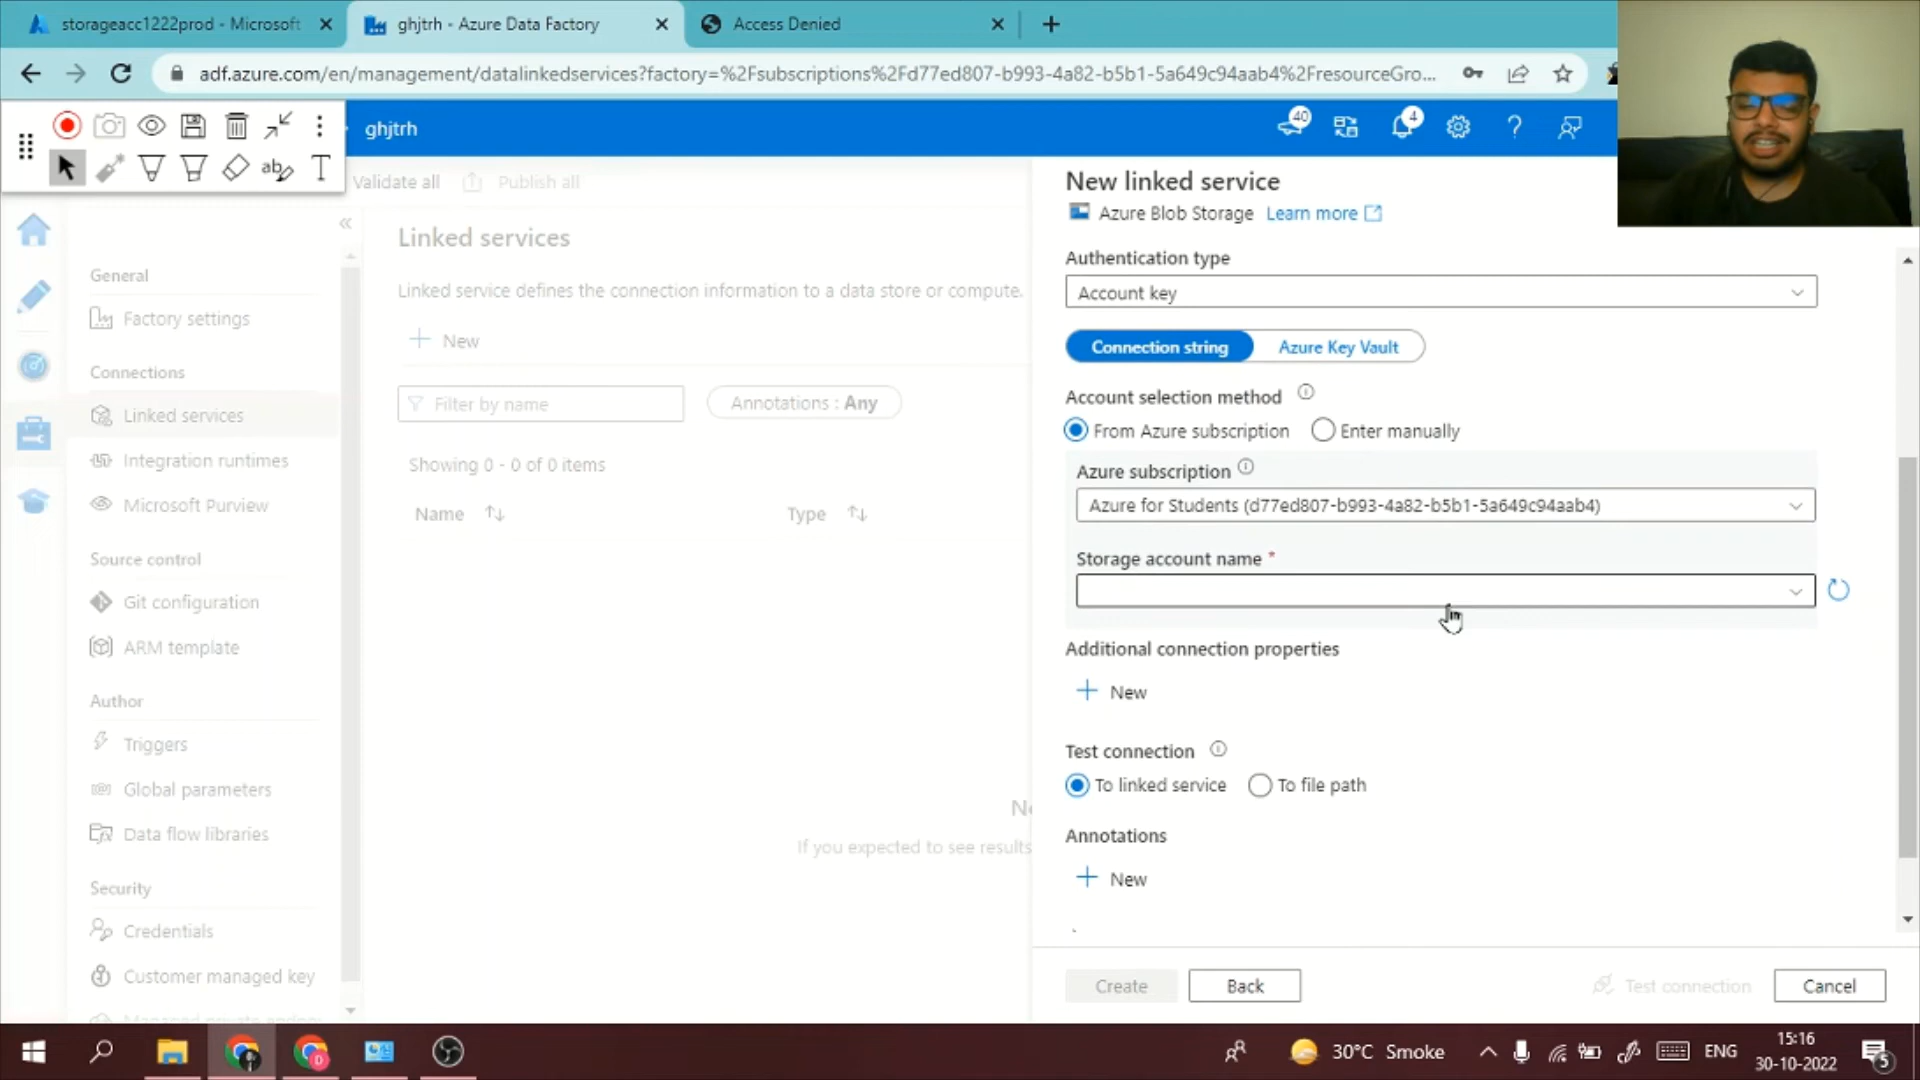 storageacc1222prod - Microsoft
ghjtrh - Azure Data Factory
Access Denied
adf.azure.com/en/management/datalinkedservices?factory=%2Fsubscriptions%2Fd77ed807-b993-4a82-b5b1-5a649c94aab4%2FresourceGro...
ghjtrh
40
4
Validate all
Publish all
General
Factory settings
Connections
Linked services
Integration runtimes
Microsoft Purview
Source control
Git configuration
ARM template
Author
Triggers
Global parameters
Data flow libraries
Security
Credentials
Customer managed key
Linked services
Linked service defines the connection information to a data store or compute.
New
Filter by name
Annotations : Any
Showing 0 - 0 of 0 items
Name
Type
If you expected to see results
New linked service
Azure Blob Storage Learn more
Authentication type
Account key
Connection string
Azure Key Vault
Account selection method
From Azure subscription
Enter manually
Azure subscription
Azure for Students (d77ed807-b993-4a82-b5b1-5a649c94aab4)
Storage account name *
Additional connection properties
New
Test connection
To linked service
To file path
Annotations
New
Create
Back
Test connection
Cancel
30°C Smoke
ENG
15:16
30-10-2022
5